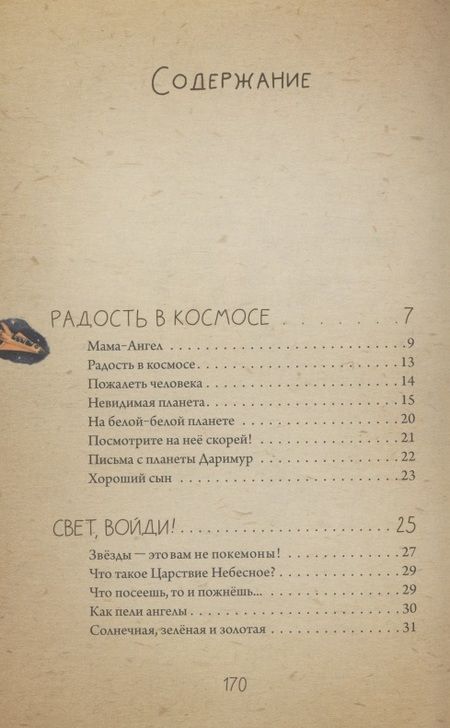 Содержание
Радость в космосе . . . . . . . . 7
Мама-Ангел . . . . . . . . . . . . . . . . . . . . . . . 9
Радость в космосе . . . . . . . . . . . . . . . . . . . 13
Пожалеть человека . . . . . . . . . . . . . . . . . . 14
Невидимая планета . . . . . . . . . . . . . . . . . . 15
На белой-белой планете . . . . . . . . . . . . . . . 20
Посмотрите на неё скорей! . . . . . . . . . . . . . 21
Письма с планеты Даримур . . . . . . . . . . . . . 22
Хороший сын . . . . . . . . . . . . . . . . . . . . . 23
Свет, войди! . . . . . . . . . . . . . . . . . . . . . 25
Звёзды — это вам не покемоны! . . . . . . . . . . 27
Что такое Царствие Небесное? . . . . . . . . . . . 29
Что посеешь, то и пожнёшь... . . . . . . . . . . . . 29
Как пели ангелы . . . . . . . . . . . . . . . . . . . . 30
Солнечная, зелёная и золотая . . . . . . . . . . . 31
170